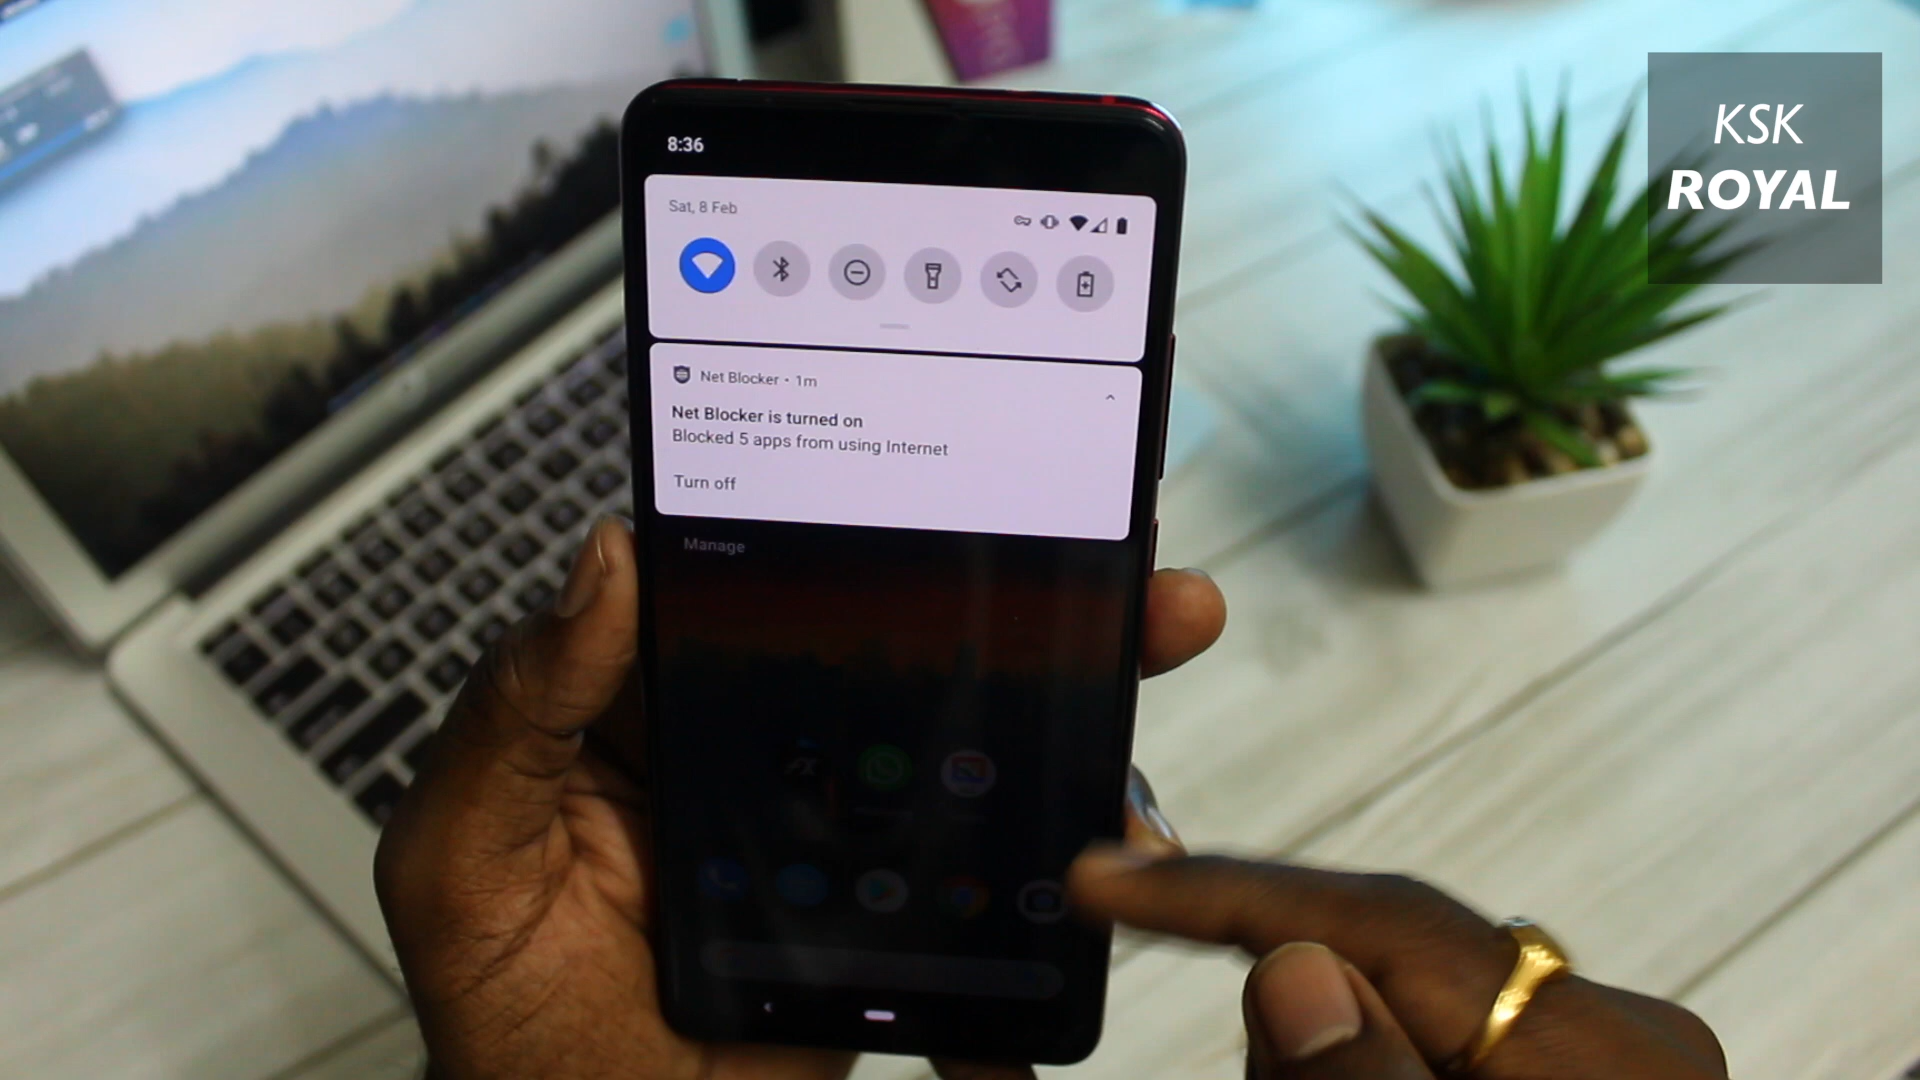 KSK
ROYAL
8:36
Sat, 8 Feb
Net Blocker • 1m
Net Blocker is turned on
Blocked 5 apps from using Internet
Turn off
Manage